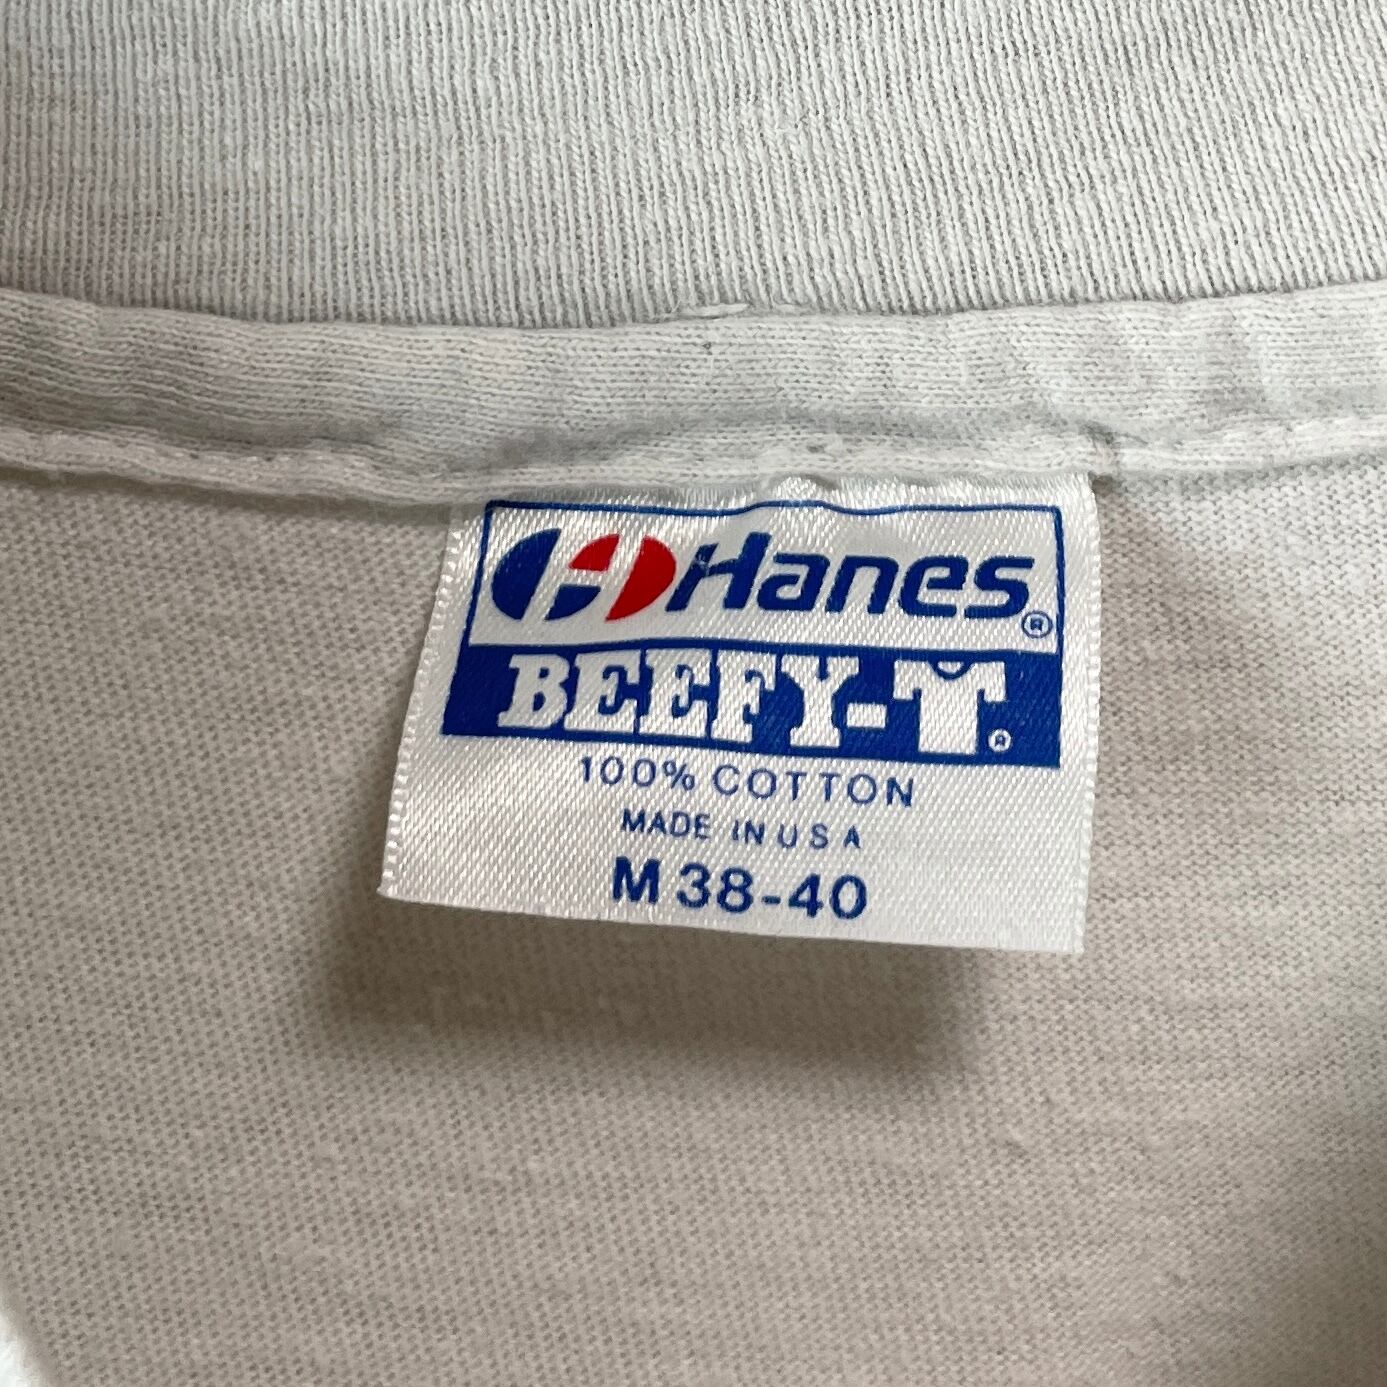 Hanes®
BEEFY-T®
100% COTTON
MADE IN USA
M 38-40